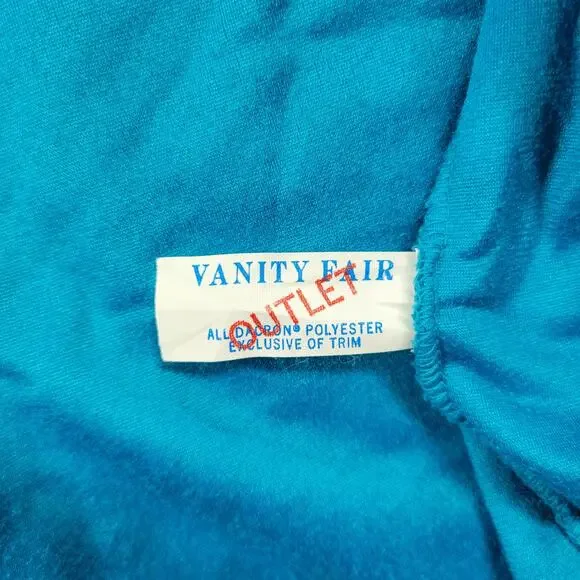 VANITY FAIR
OUTLET
ALL DACRON® POLYESTER
EXCLUSIVE OF TRIM